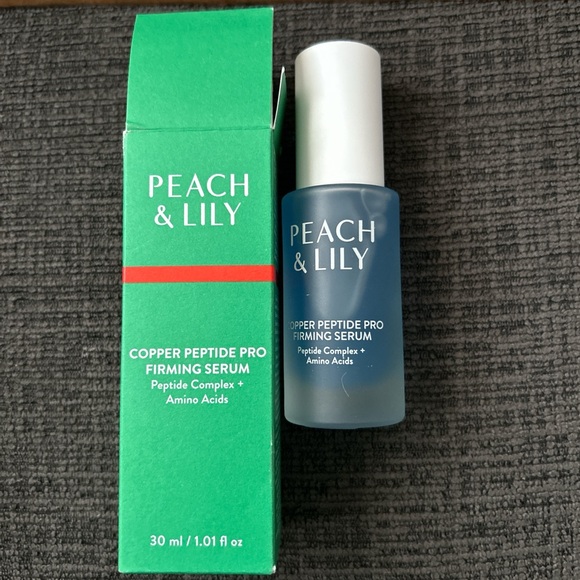 PEACH
& LILY
COPPER PEPTIDE PRO
FIRMING SERUM
Peptide Complex +
Amino Acids
30 ml / 1.01 fl oz
PEACH
& LILY
COPPER PEPTIDE PRO
FIRMING SERUM
Peptide Complex +
Amino Acids